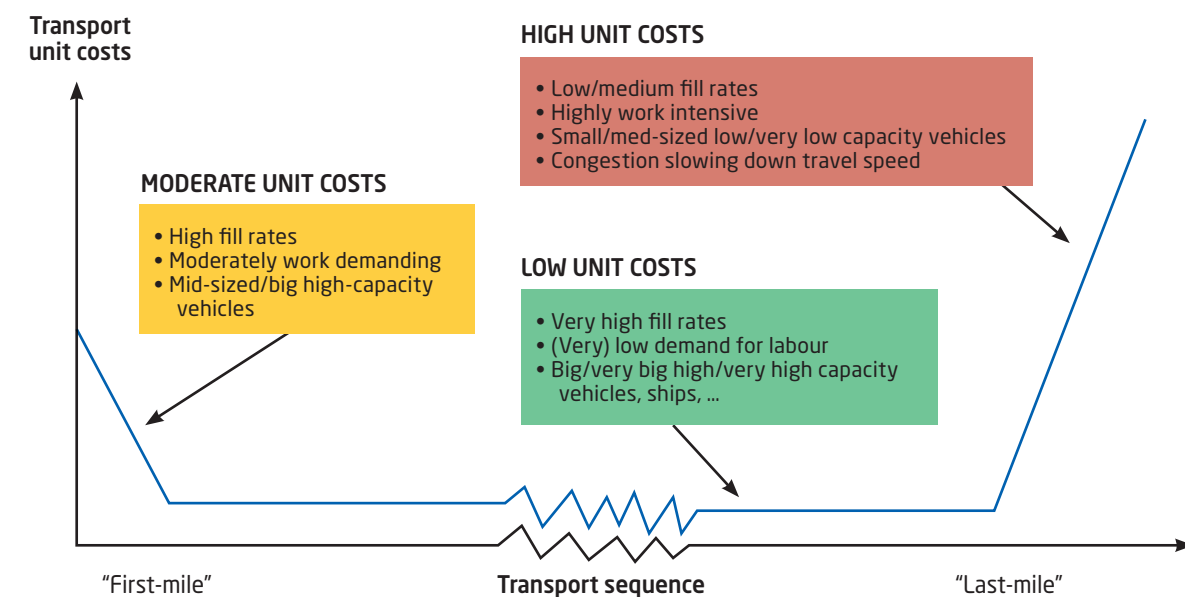 Transport
unit costs
HIGH UNIT COSTS
• Low/medium fill rates
• Highly work intensive
• Small/med-sized low/very low capacity vehicles
• Congestion slowing down travel speed
MODERATE UNIT COSTS
• High fill rates
• Moderately work demanding
• Mid-sized/big high-capacity
vehicles
LOW UNIT COSTS
• Very high fill rates
• (Very) low demand for labour
• Big/very big high/very high capacity
vehicles, ships, ...
“First-mile”
Transport sequence
“Last-mile”